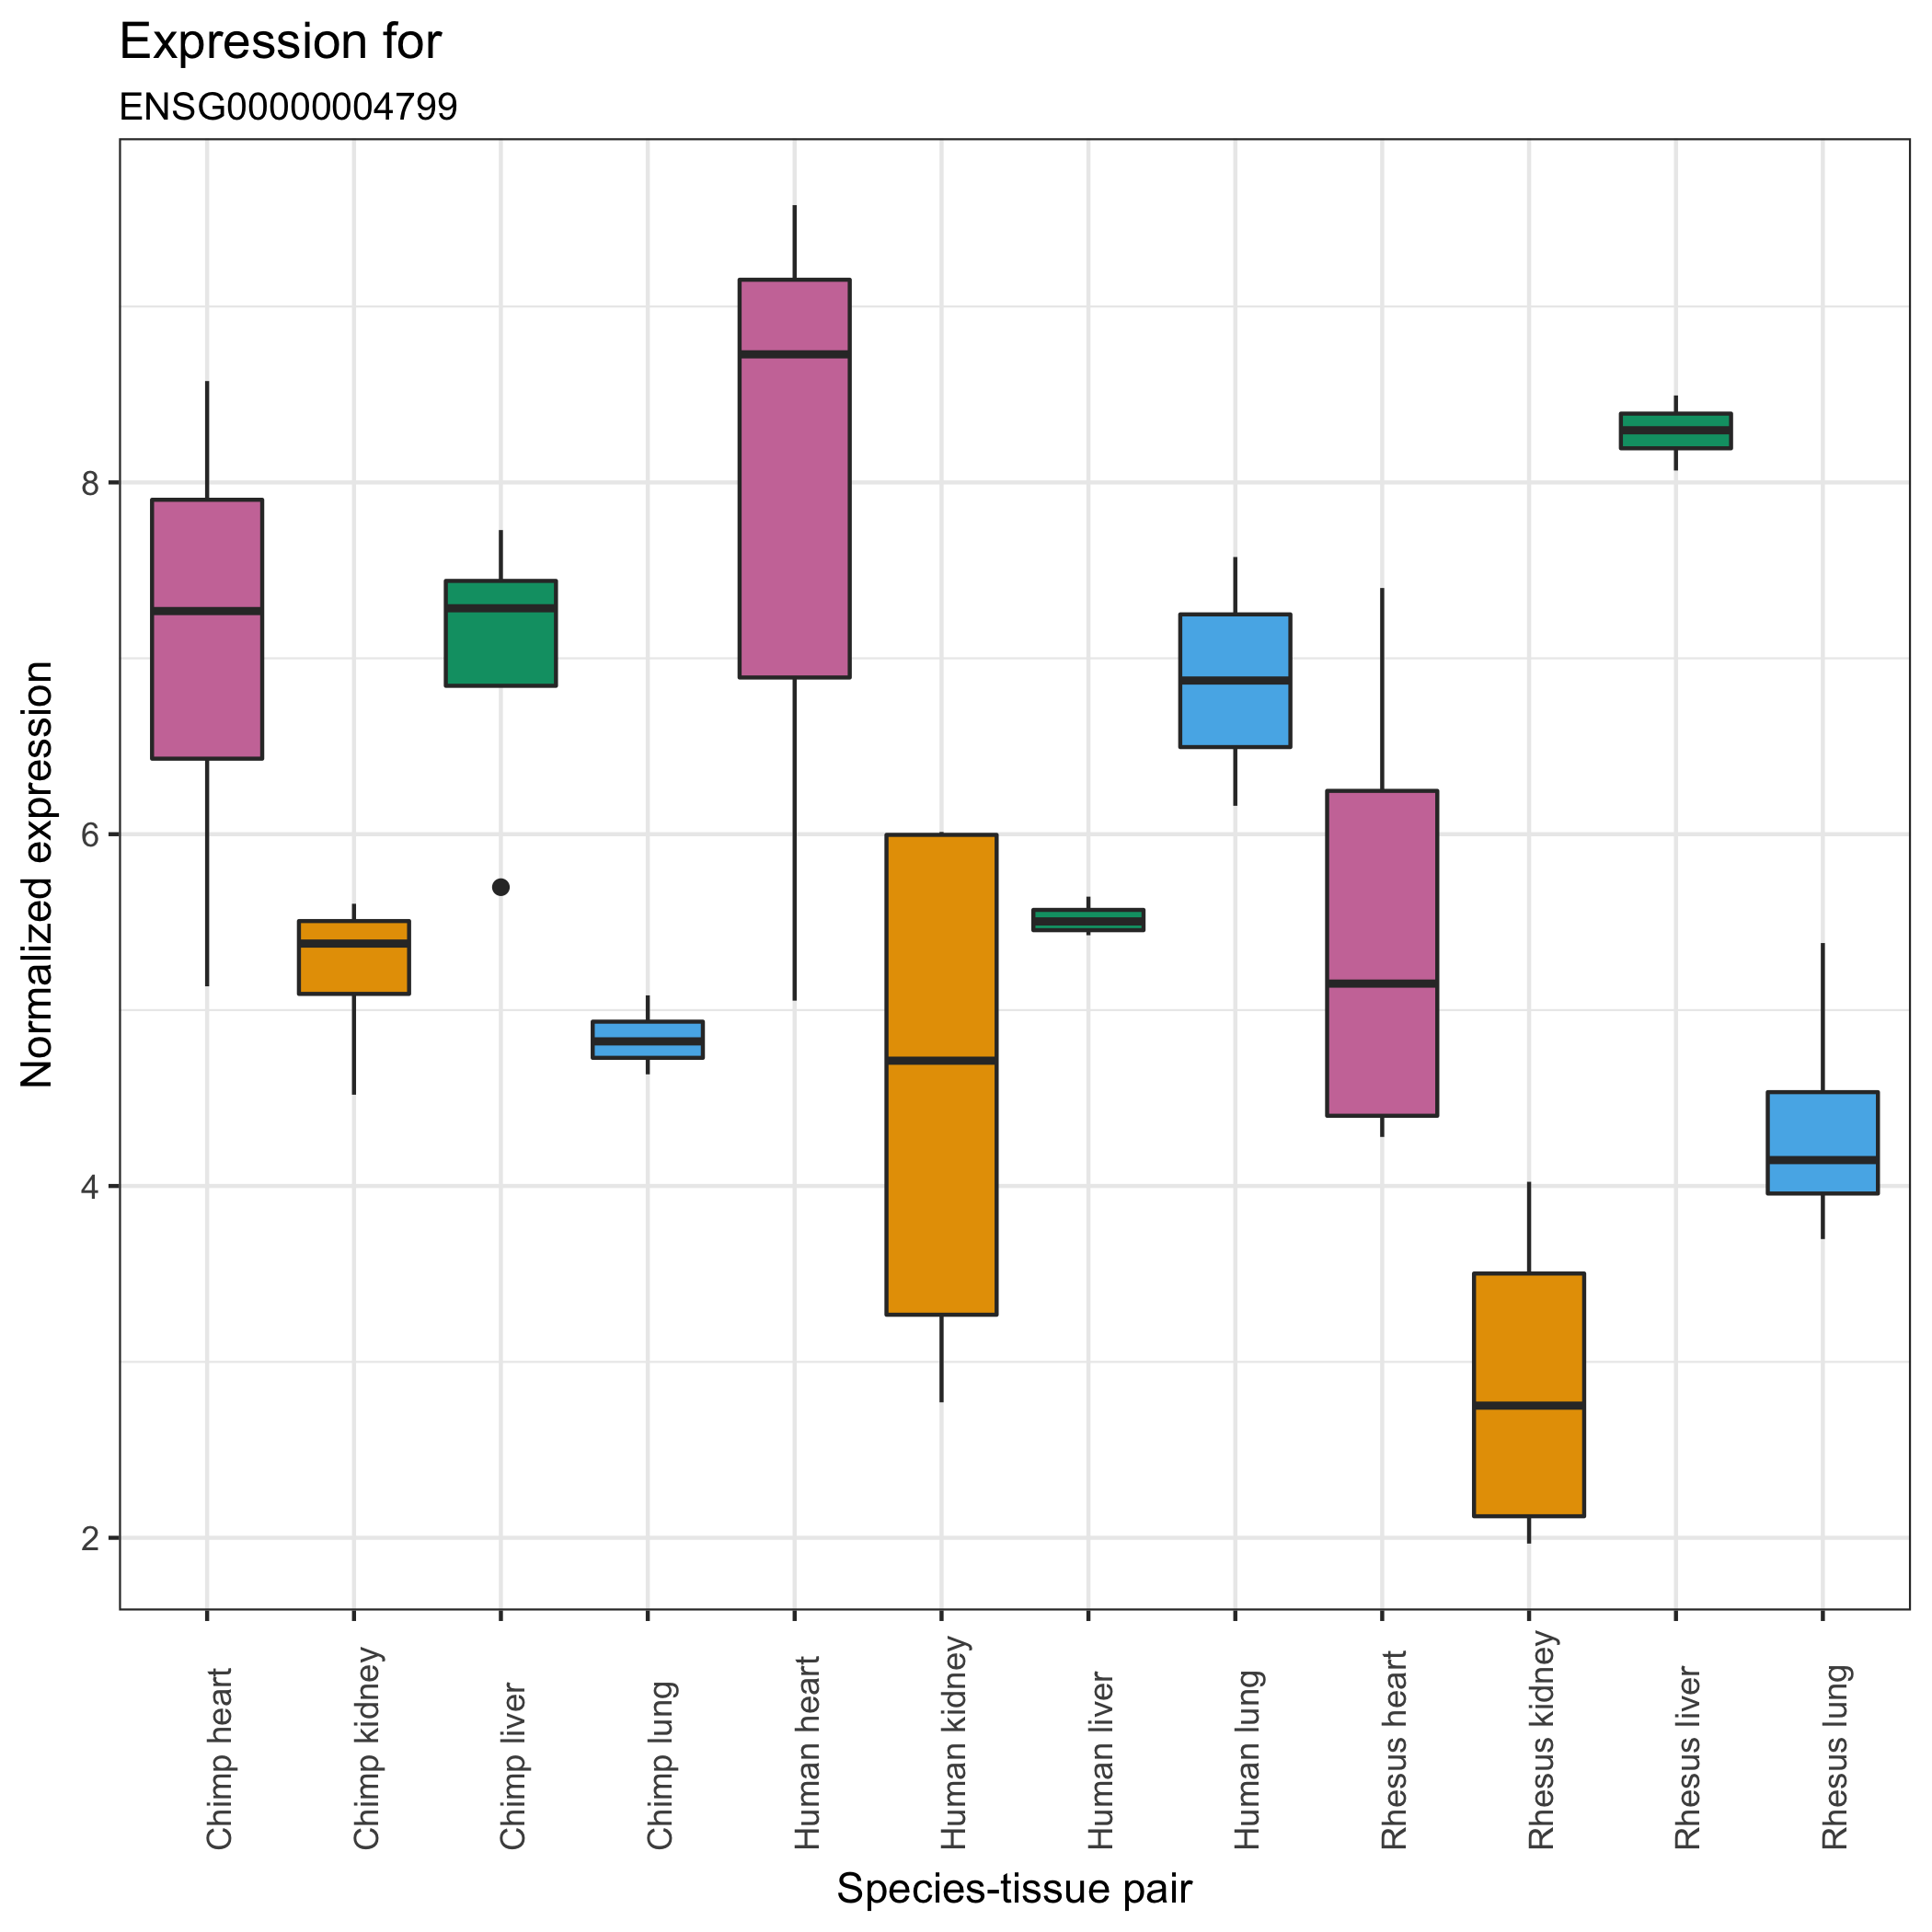 Expression for
ENSG00000004799
Normalized expression
8
6
4
2
Chimp heart
Chimp kidney
Chimp liver
Chimp lung
Human heart
Human kidney
Human liver
Human lung
Rhesus heart
Rhesus kidney
Rhesus liver
Rhesus lung
Species-tissue pair